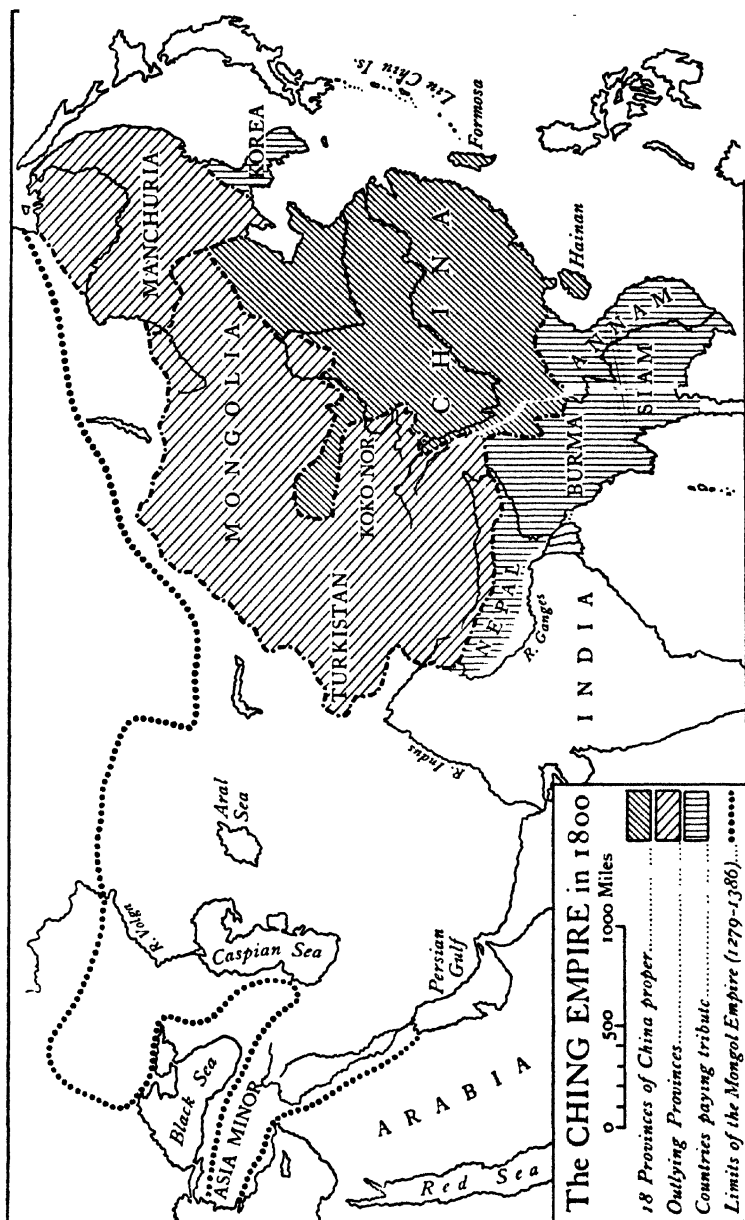 MANCHURIA
KOREA
Liu Chiu Is.
MONGOLIA
CHINA
Formosa
KOKO NOR
Hainan
TURKISTAN
NEPAL
BURMA
SIAM
ANNAM
R. Ganges
R. Indus
INDIA
Aral
Sea
R. Volga
Caspian Sea
Black Sea
ASIA MINOR
Persian
Gulf
ARABIA
Red Sea
The CHING EMPIRE in 1800
0 500 1000 Miles
18 Provinces of China proper
Outlying Provinces
Countries paying tribute
Limits of the Mongol Empire (1279-1386)